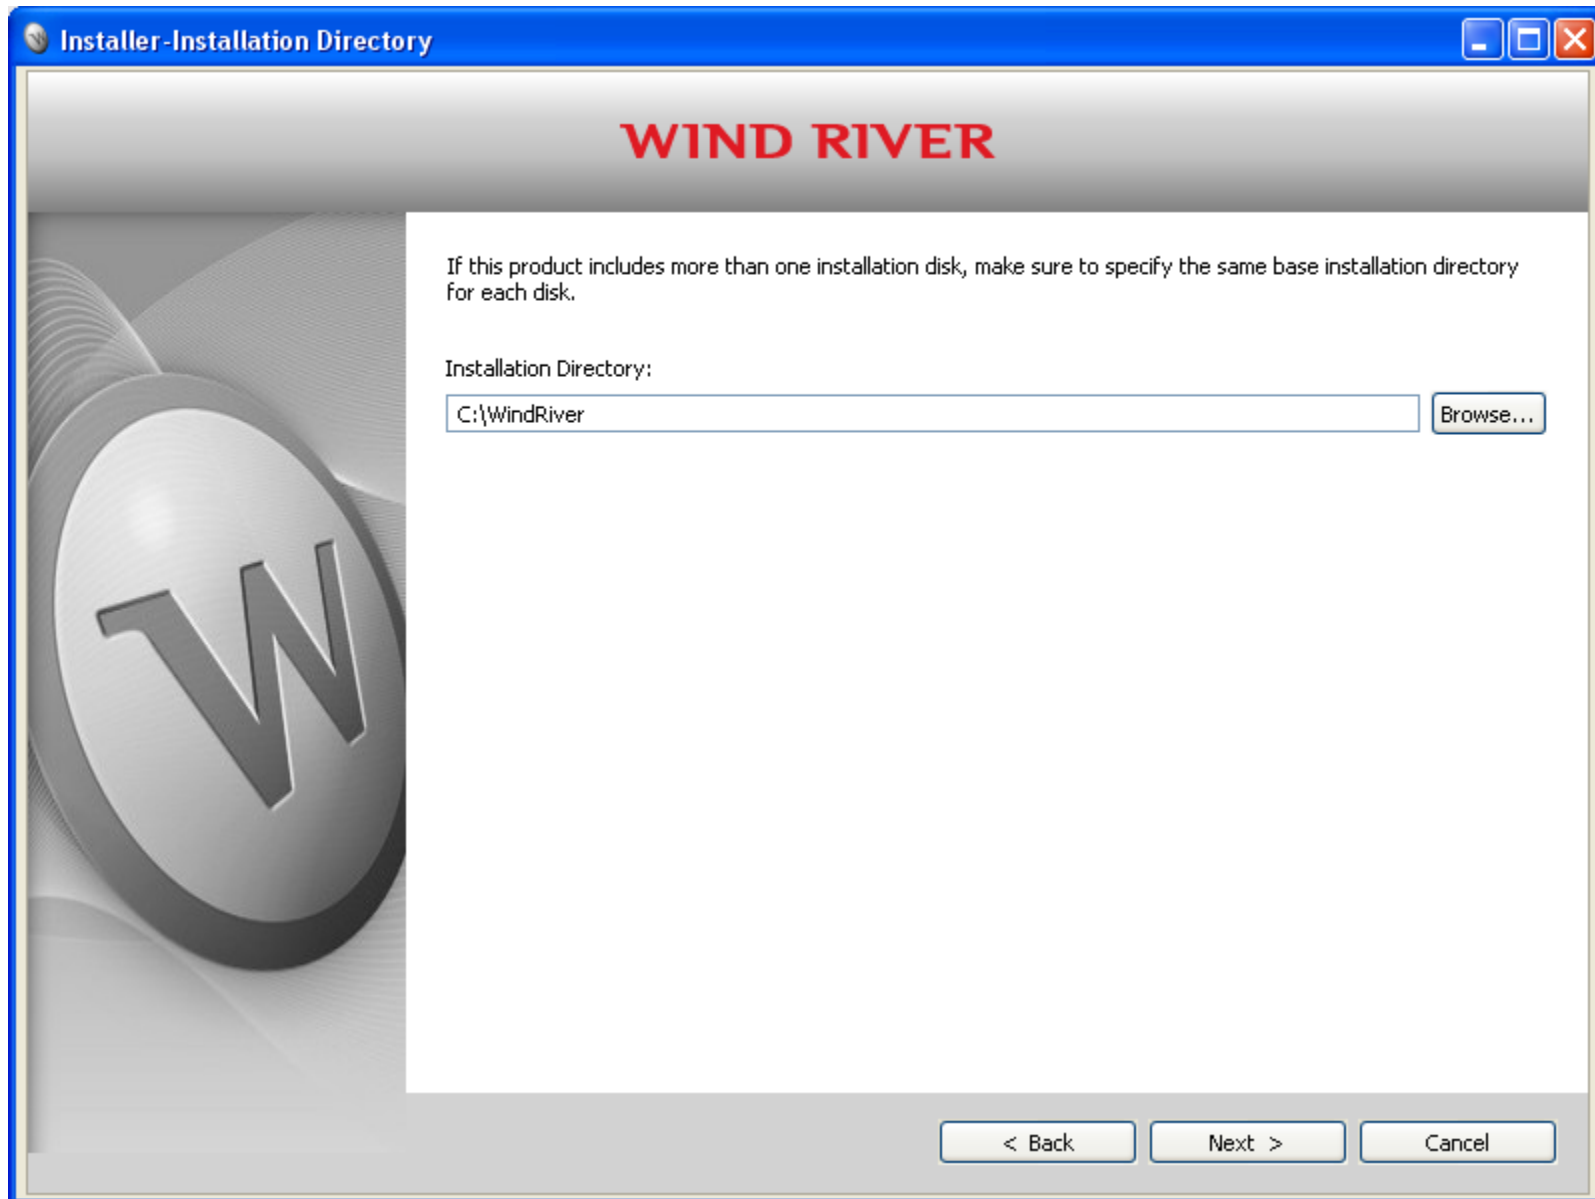 Installer-Installation Directory
WIND RIVER
If this product includes more than one installation disk, make sure to specify the same base installation directory
for each disk.
Installation Directory:
C:\WindRiver
Browse...
W
< Back
Next >
Cancel